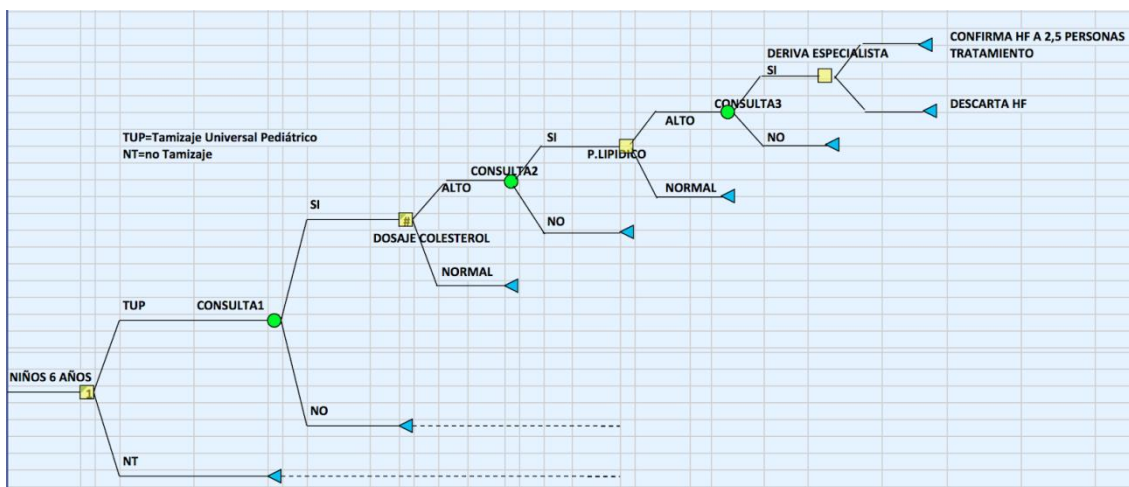 CONFIRMA HF A 2,5 PERSONAS
TRATAMIENTO
DERIVA ESPECIALISTA
SI
DESCARTA HF
CONSULTA3
ALTO
NO
TUP=Tamizaje Universal Pediátrico
NT=no Tamizaje
SI
P.LIPIDICO
CONSULTA2
ALTO
NORMAL
SI
#
NO
DOSAJE COLESTEROL
NORMAL
TUP
CONSULTA1
NIÑOS 6 AÑOS
1
NO
NT